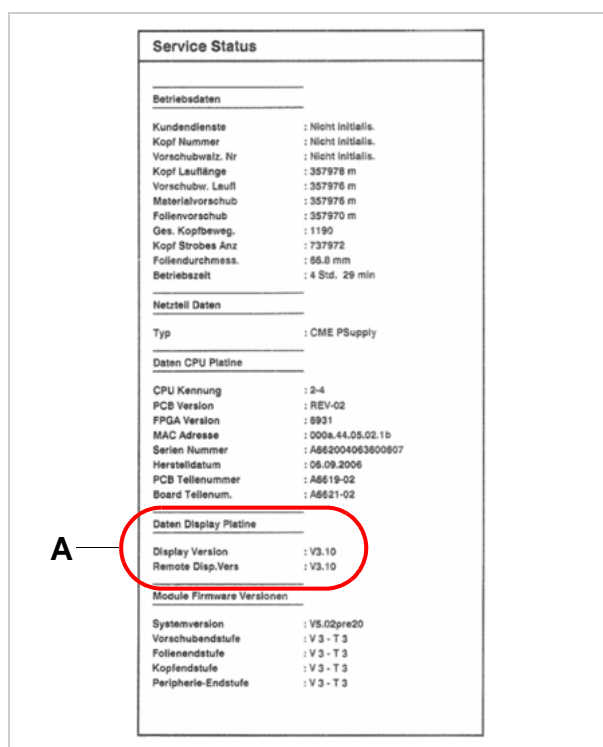 Service Status
Betriebsdaten
Kundendienste : Nicht initialis.
Kopf Nummer : Nicht initialis.
Vorschubwalz. Nr : Nicht initialis.
Kopf Lauflänge : 357978 m
Vorschubw. Laufl : 357976 m
Materialvorschub : 357976 m
Folienvorschub : 357970 m
Ges. Kopfbeweg. : 1190
Kopf Strobes Anz : 737972
Foliendurchmess. : 66.8 mm
Betriebszeit : 4 Std. 29 min
Netzteil Daten
Typ : CME PSupply
Daten CPU Platine
CPU Kennung : 2-4
PCB Version : REV-02
FPGA Version : 5931
MAC Adresse : 000a.44.05.02.1b
Serien Nummer : A662004063600807
Herstelldatum : 06.09.2006
PCB Teilenummer : A6619-02
Board Teilenum. : A6621-02
Daten Display Platine
A
Display Version : V3.10
Remote Disp.Vers : V3.10
Module Firmware Versionen
Systemversion : V5.02pre20
Vorschubendstufe : V 3 - T 3
Folienendstufe : V 3 - T 3
Kopfendstufe : V 3 - T 3
Peripherie-Endstufe : V 3 - T 3